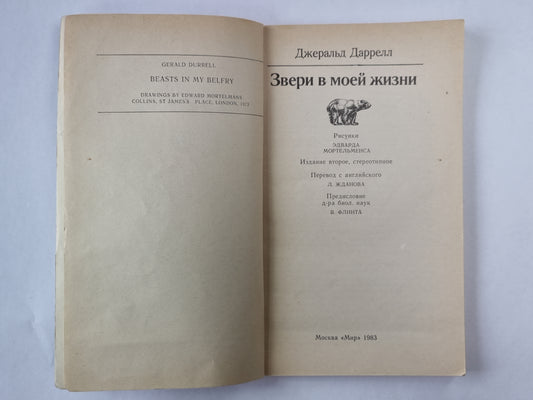 GERALD DURRELL
BEASTS IN MY BELFRY
DRAWINGS BY EDWARD MORTELMANS
COLLINS, ST JAMES'S PLACE, LONDON, 1973
Джеральд Даррелл
Звери в моей жизни
Рисунки
ЭДВАРДА
МОРТЕЛЬМЕНСА
Издание второе, стереотипное
Перевод с английского
Л. ЖДАНОВА
Предисловие
д-ра биол. наук
В. ФЛИНТА
Москва «Мир» 1983